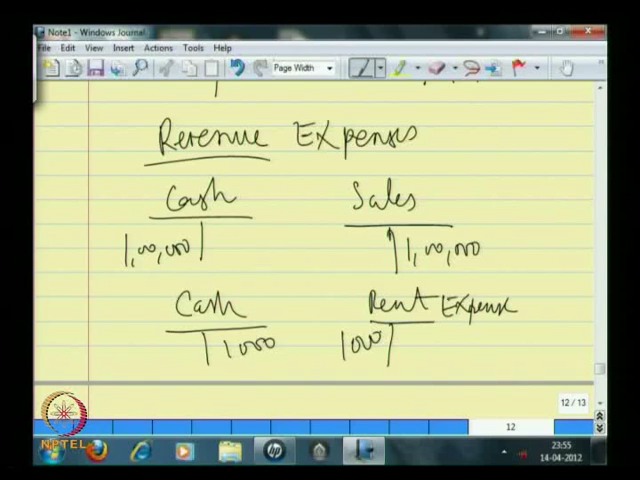 Note1 - Windows Journal
File Edit View Insert Actions Tools Help
Page Width
Revenue Expenses
Cash Sales
1,00,000 1,00,000
Cash Rent Expense
1000 1000
12/13
12
NPTEL
hp
23:55
14-04-2012